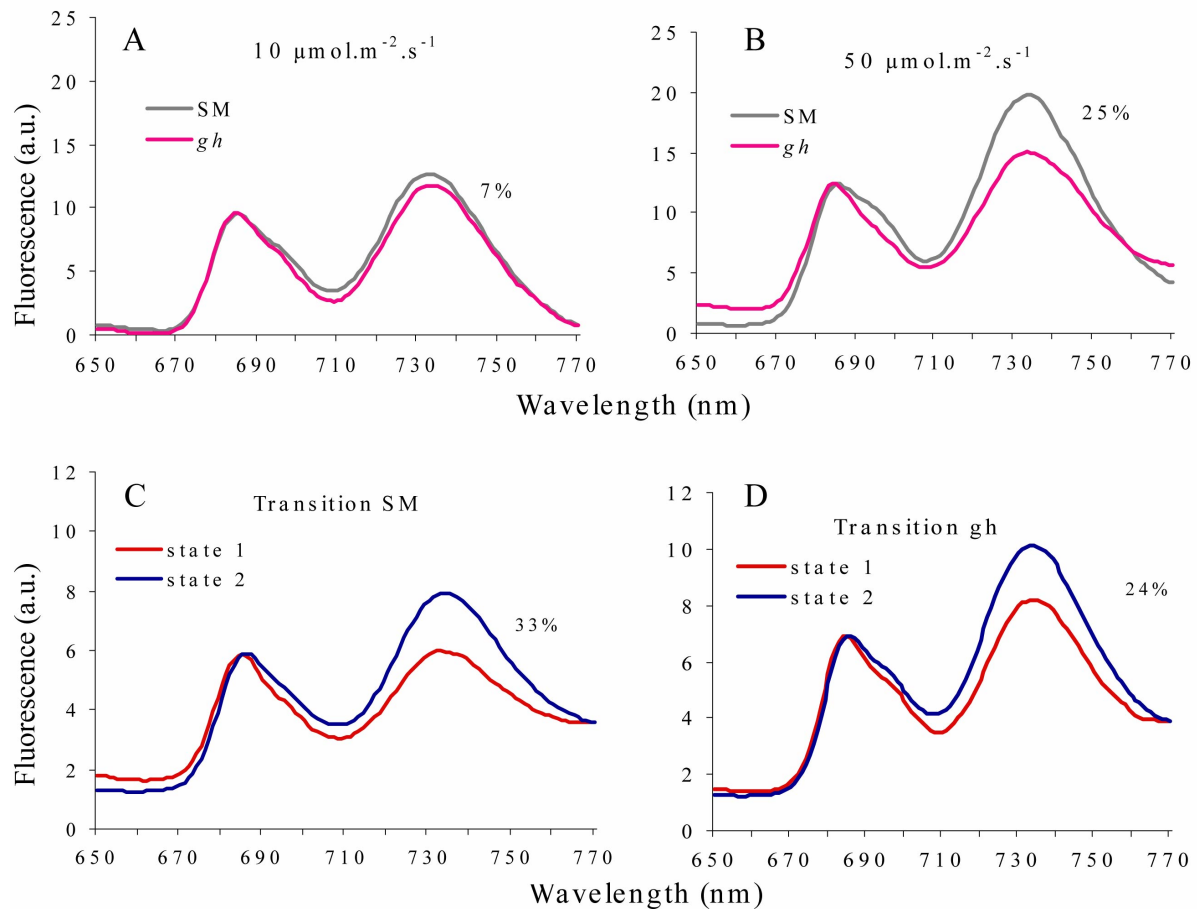 A
10 μmol.m⁻².s⁻¹
SM
gh
7%
Fluorescence (a.u.)
25
20
15
10
5
0
650 670 690 710 730 750 770
B
50 μmol.m⁻².s⁻¹
SM
gh
25%
25
20
15
10
5
0
650 670 690 710 730 750 770
Wavelength (nm)
C
Transition SM
state 1
state 2
33%
Fluorescence (a.u.)
12
10
8
6
4
2
0
650 670 690 710 730 750 770
D
Transition gh
state 1
state 2
24%
12
10
8
6
4
2
0
650 670 690 710 730 750 770
Wavelength (nm)